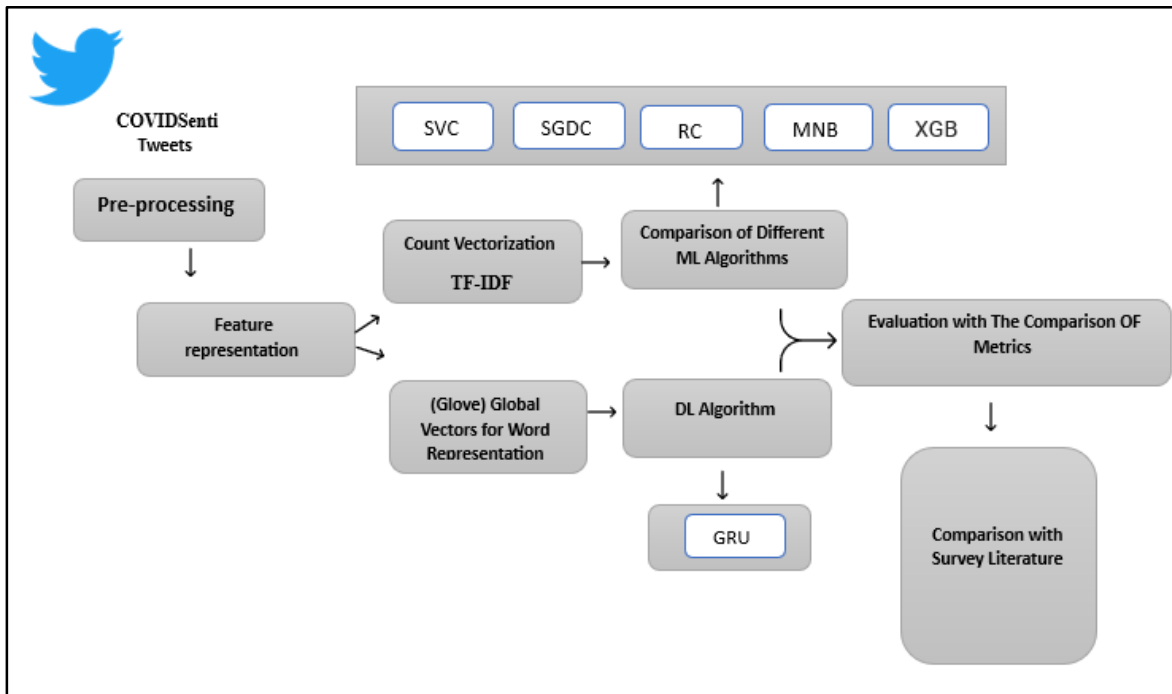 COVIDSenti
Tweets
SVC
SGDC
RC
MNB
XGB
Pre-processing
Count Vectorization
TF-IDF
Comparison of Different
ML Algorithms
Feature
representation
Evaluation with The Comparison OF
Metrics
(Glove) Global
Vectors for Word
Representation
DL Algorithm
GRU
Comparison with
Survey Literature